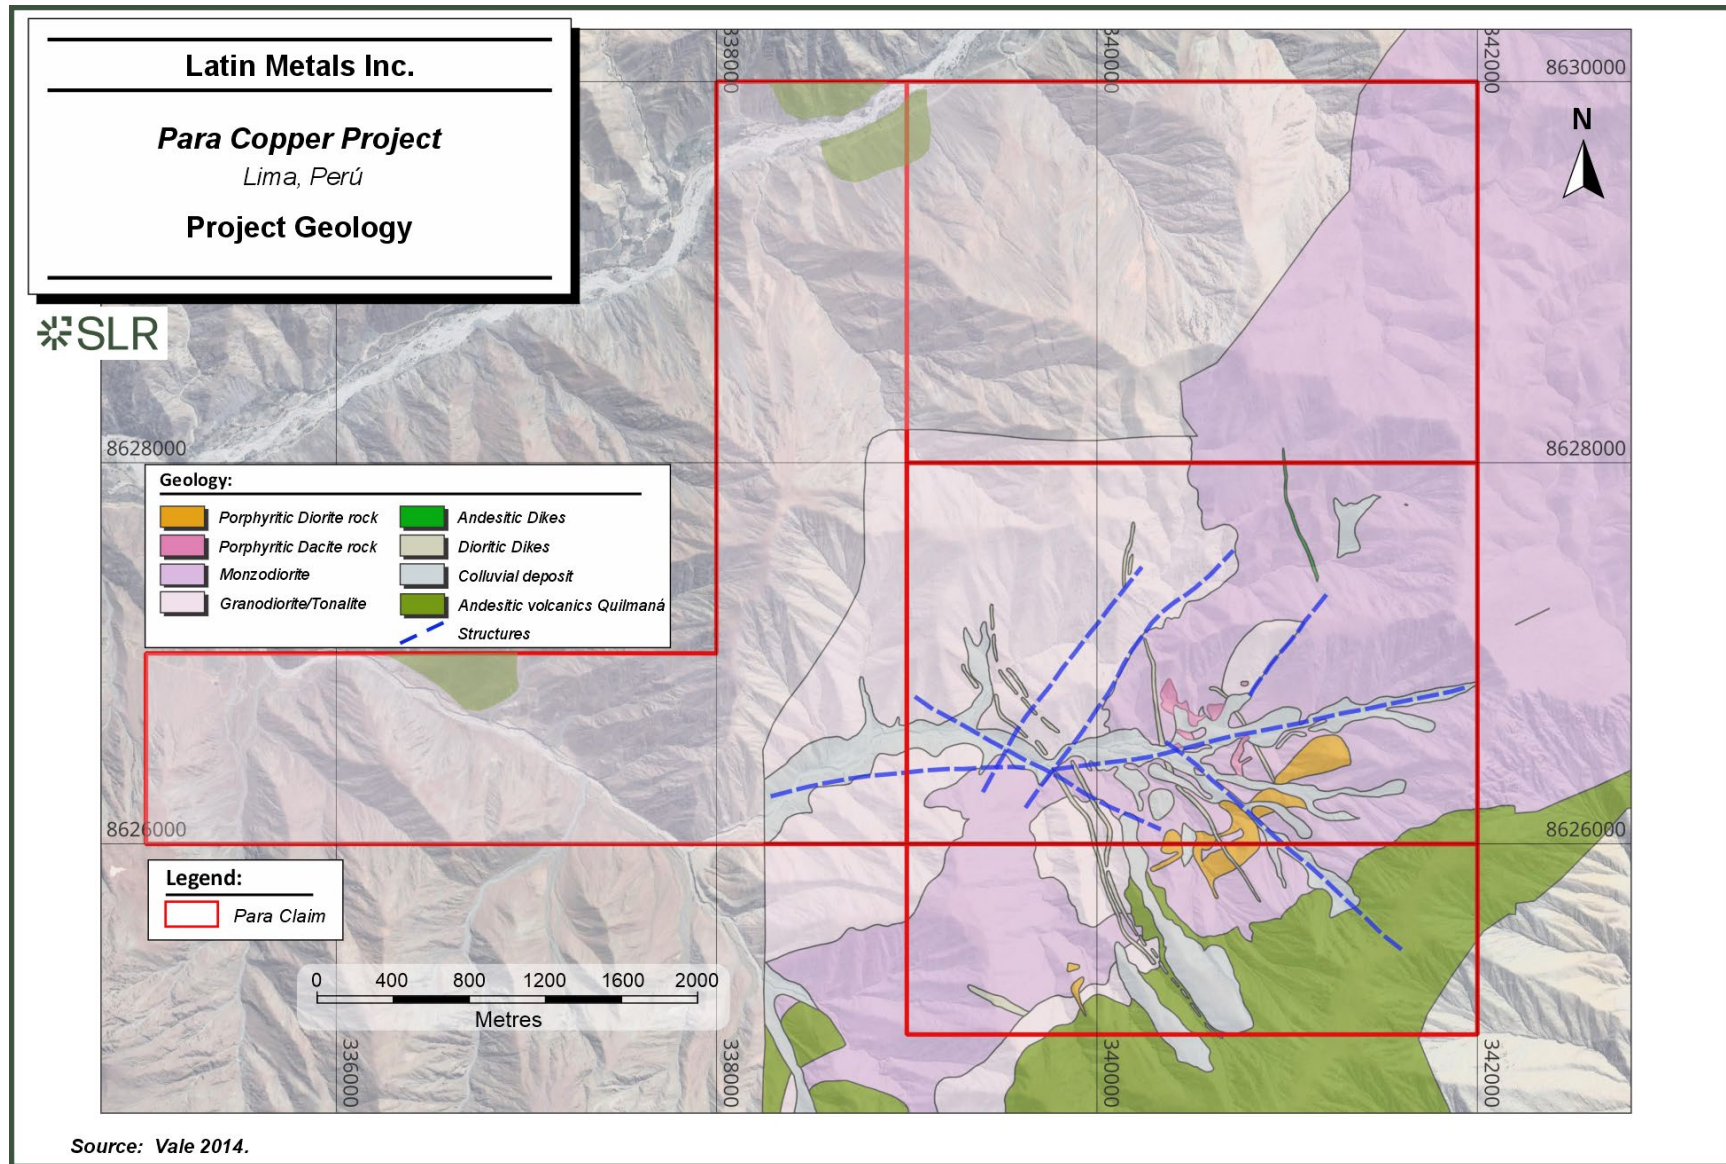 Latin Metals Inc.
Para Copper Project
Lima, Perú
Project Geology
SLR
338000
340000
342000
8630000
N
8628000
8628000
Geology:
Porphyritic Diorite rock
Porphyritic Dacite rock
Monzodiorite
Granodiorite/Tonalite
Andesitic Dikes
Dioritic Dikes
Colluvial deposit
Andesitic volcanics Quilmaná
Structures
8626000
8626000
Legend:
Para Claim
0 400 800 1200 1600 2000
Metres
336000
338000
340000
342000
Source: Vale 2014.